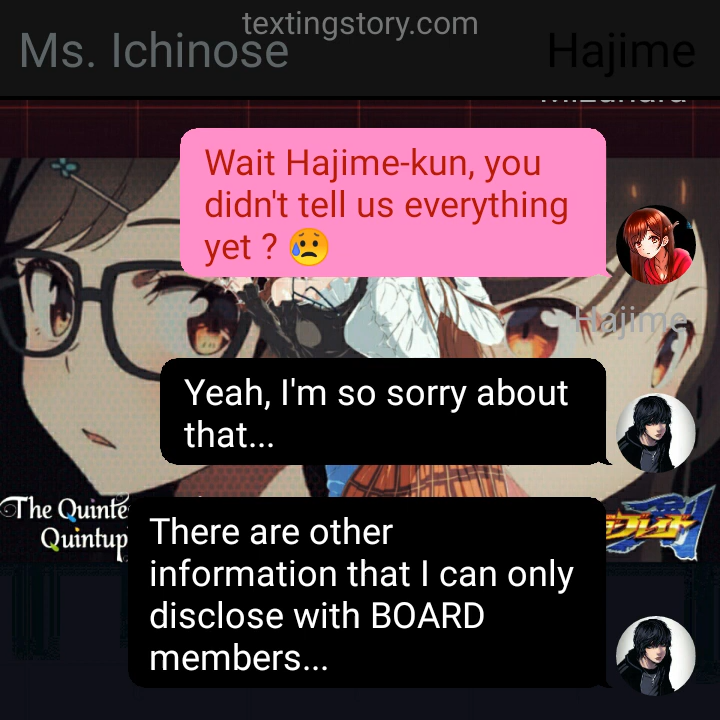 textingstory.com
Ms. Ichinose
Hajime
Mizuhara
Wait Hajime-kun, you
didn't tell us everything
yet ? 😥
Hajime
Yeah, I'm so sorry about
that...
The Quinte
Quintup
There are other
information that I can only
disclose with BOARD
members...